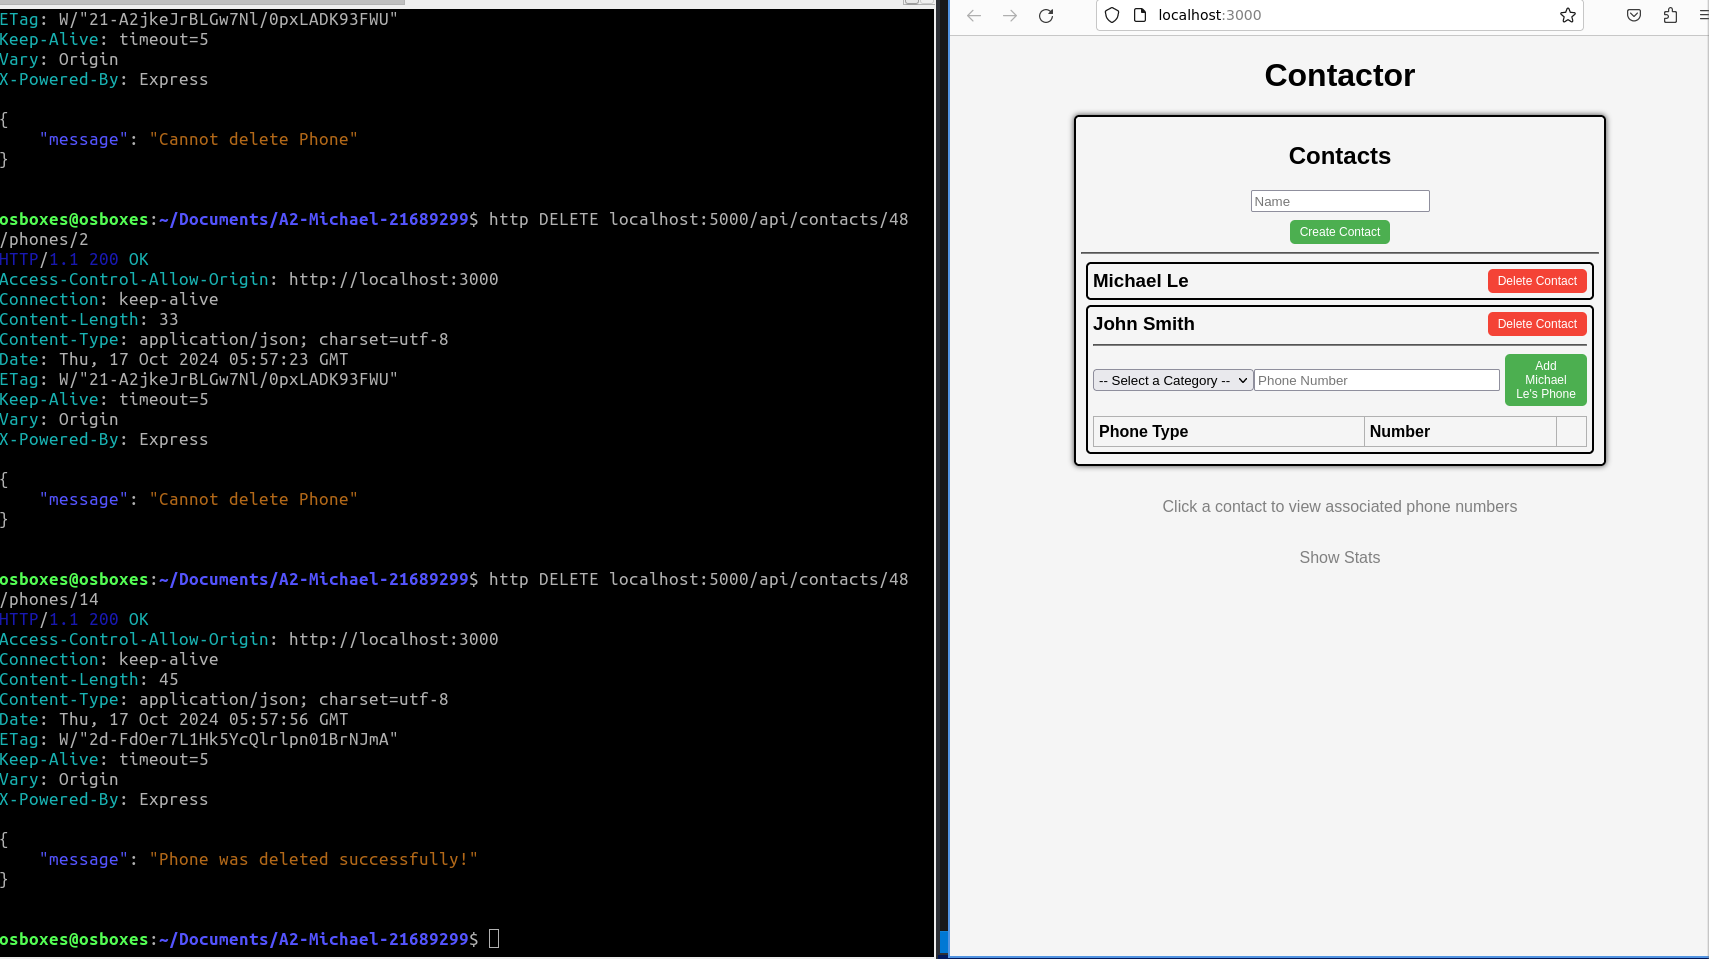 ETag: W/"21-A2jkeJrBLGw7Nl/0pxLADK93FWU"
Keep-Alive: timeout=5
Vary: Origin
X-Powered-By: Express
{
"message": "Cannot delete Phone"
}
osboxes@osboxes:~/Documents/A2-Michael-21689299$ http DELETE localhost:5000/api/contacts/48
/phones/2
HTTP/1.1 200 OK
Access-Control-Allow-Origin: http://localhost:3000
Connection: keep-alive
Content-Length: 33
Content-Type: application/json; charset=utf-8
Date: Thu, 17 Oct 2024 05:57:23 GMT
ETag: W/"21-A2jkeJrBLGw7Nl/0pxLADK93FWU"
Keep-Alive: timeout=5
Vary: Origin
X-Powered-By: Express
{
"message": "Cannot delete Phone"
}
osboxes@osboxes:~/Documents/A2-Michael-21689299$ http DELETE localhost:5000/api/contacts/48
/phones/14
HTTP/1.1 200 OK
Access-Control-Allow-Origin: http://localhost:3000
Connection: keep-alive
Content-Length: 45
Content-Type: application/json; charset=utf-8
Date: Thu, 17 Oct 2024 05:57:56 GMT
ETag: W/"2d-FdOer7L1Hk5YcQlrlpn01BrNJmA"
Keep-Alive: timeout=5
Vary: Origin
X-Powered-By: Express
{
"message": "Phone was deleted successfully!"
}
osboxes@osboxes:~/Documents/A2-Michael-21689299$
localhost:3000
Contactor
Contacts
Name
Create Contact
Michael Le
Delete Contact
John Smith
Delete Contact
-- Select a Category --
Phone Number
Add
Michael
Le's Phone
Phone Type
Number
Click a contact to view associated phone numbers
Show Stats